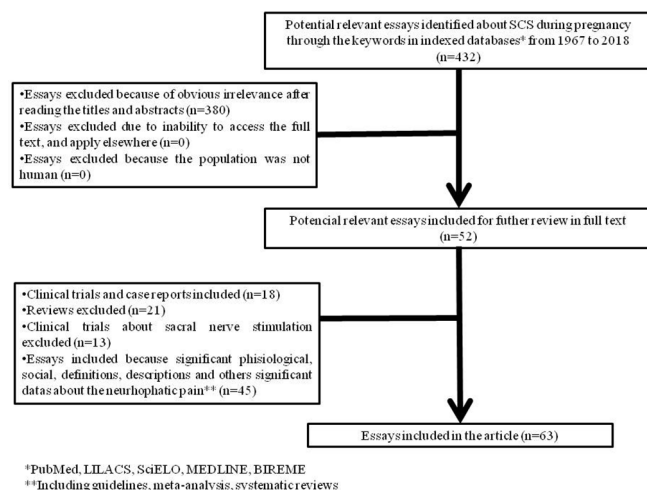 Potential relevant essays identified about SCS during pregnancy
through the keywords in indexed databases* from 1967 to 2018
(n=432)
•Essays excluded because of obvious irrelevance after
reading the titles and abstracts (n=380)
•Essays excluded due to inability to access the full
text, and apply elsewhere (n=0)
•Essays excluded because the population was not
human (n=0)
Potencial relevant essays included for futher review in full text
(n=52)
•Clinical trials and case reports included (n=18)
•Reviews excluded (n=21)
•Clinical trials about sacral nerve stimulation
excluded (n=13)
•Essays included because significant phisiological,
social, definitions, descriptions and others significant
datas about the neurhophatic pain** (n=45)
Essays included in the article (n=63)
*PubMed, LILACS, SciELO, MEDLINE, BIREME
**Including guidelines, meta-analysis, systematic reviews